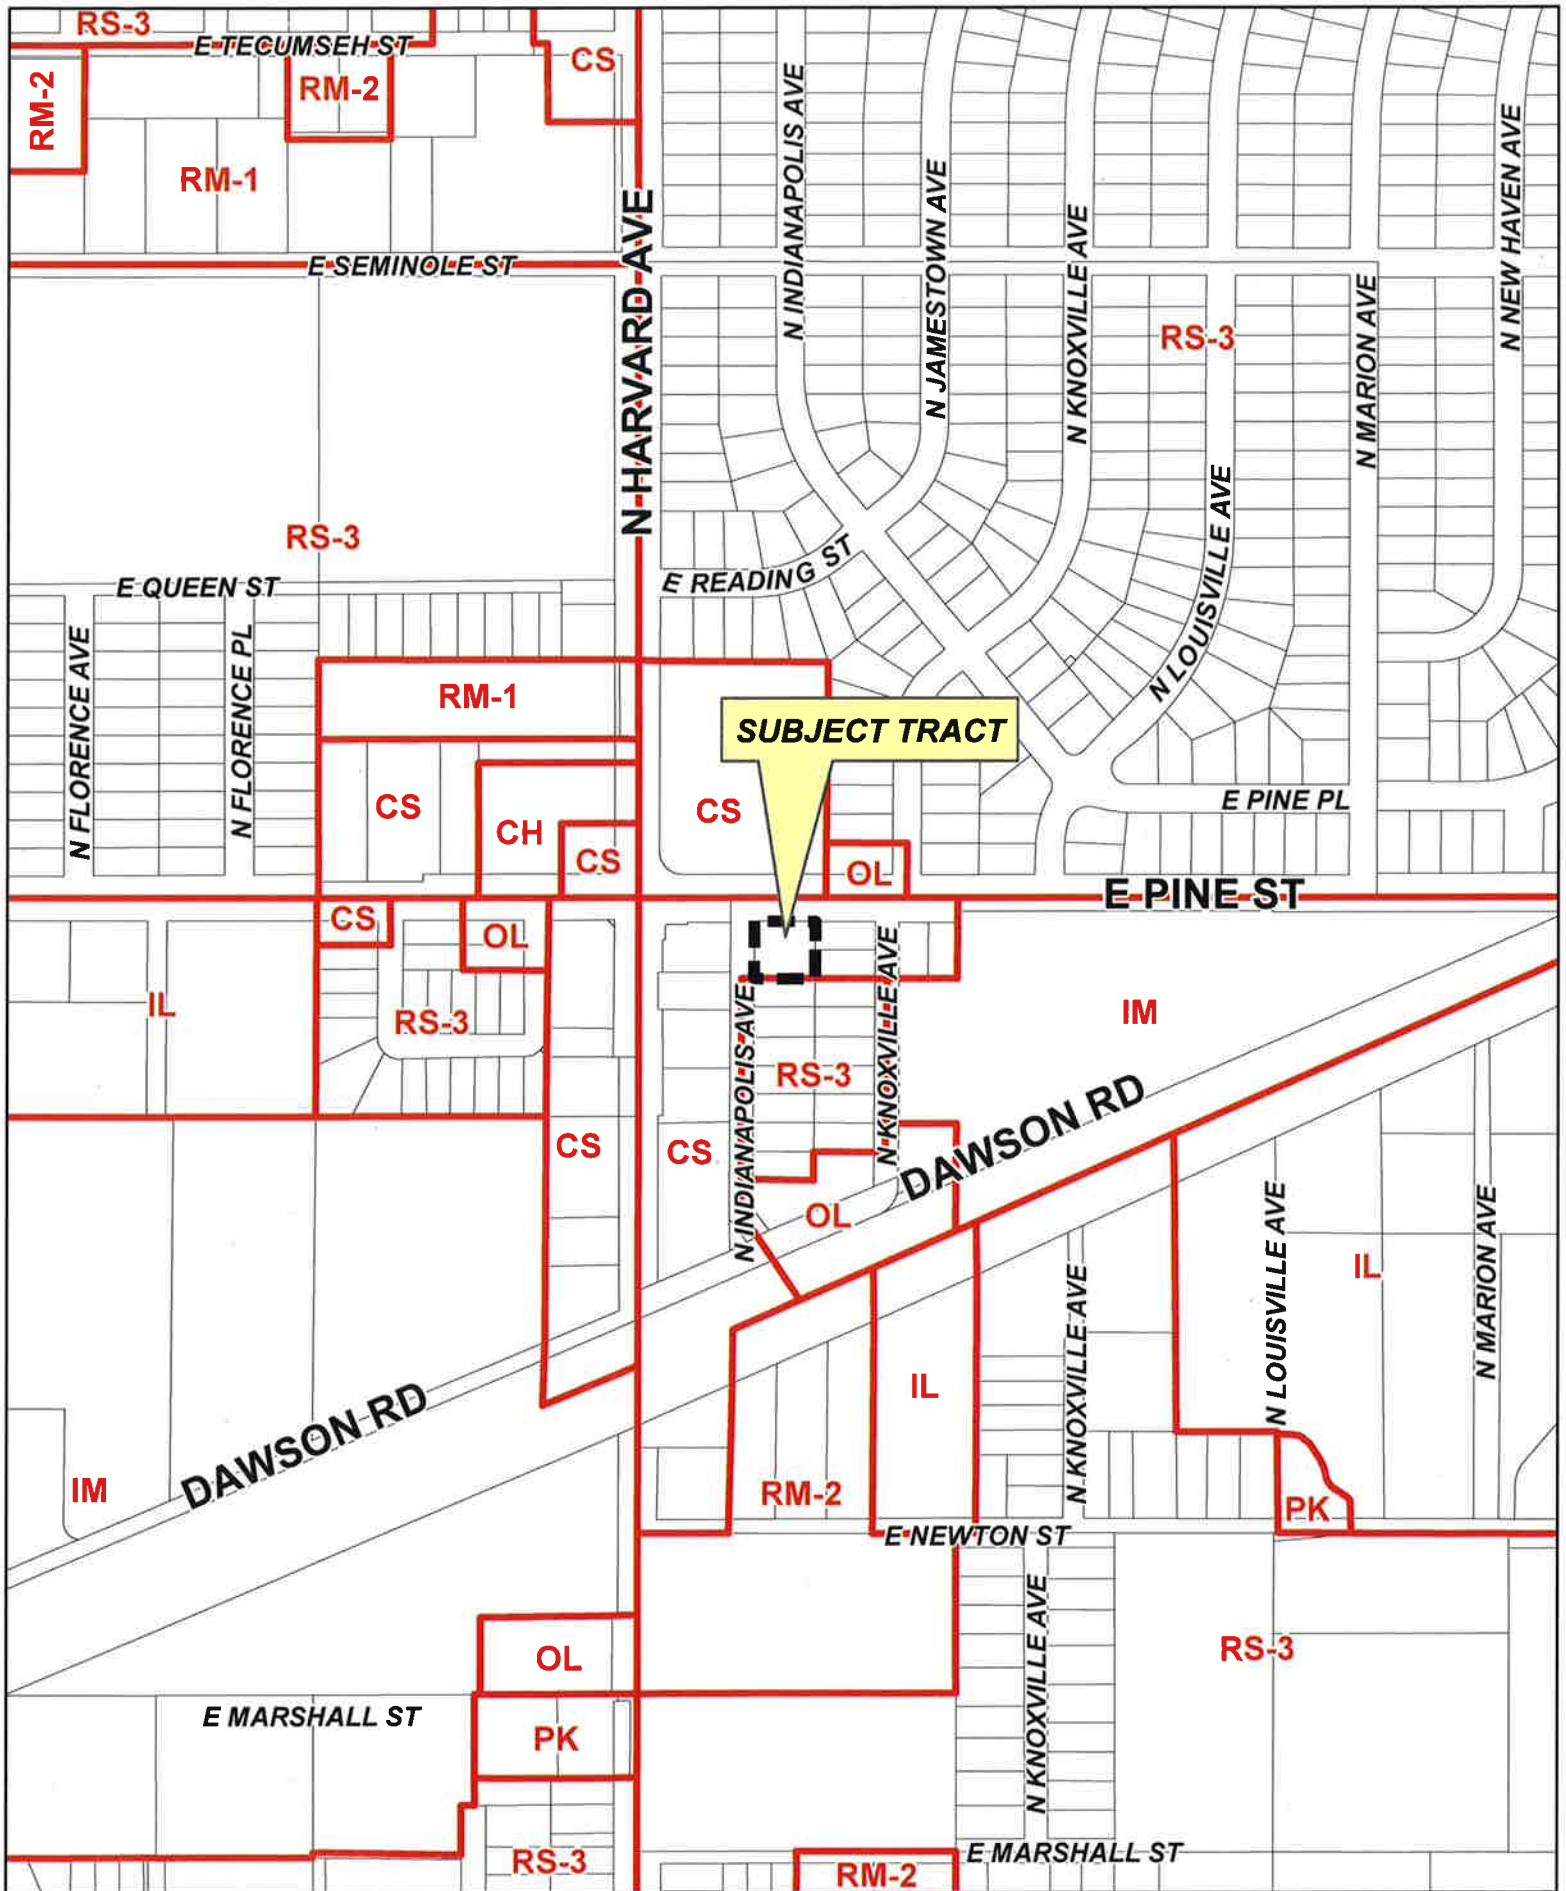 RS-3
E TECUMSEH ST
CS
RM-2
RM-2
RM-1
N HARVARD AVE
N INDIANAPOLIS AVE
N JAMESTOWN AVE
N KNOXVILLE AVE
N NEW HAVEN AVE
E SEMINOLE ST
RS-3
N MARION AVE
N LOUISVILLE AVE
RS-3
E READING ST
E QUEEN ST
N FLORENCE AVE
N FLORENCE PL
RM-1
SUBJECT TRACT
CS
CH
CS
CS
E PINE PL
OL
E PINE ST
CS
OL
IL
RS-3
N INDIANAPOLIS AVE
N KNOXVILLE AVE
IM
RS-3
DAWSON RD
CS
CS
OL
N LOUISVILLE AVE
N MARION AVE
IL
N KNOXVILLE AVE
IL
DAWSON RD
IM
RM-2
PK
E NEWTON ST
N KNOXVILLE AVE
OL
RS-3
E MARSHALL ST
PK
RS-3
E MARSHALL ST
RM-2